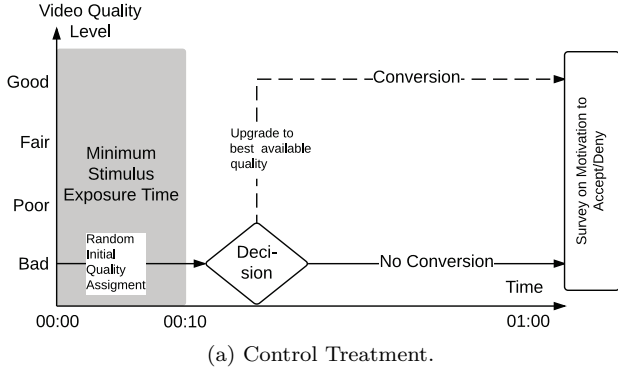 Video Quality
Level
Good
Fair
Poor
Bad
Minimum
Stimulus
Exposure Time
Random
Initial
Quality
Assigment
Upgrade to
best available
quality
Deci-
sion
Conversion
No Conversion
Time
Survey on Motivation to
Accept/Deny
00:00
00:10
01:00
(a) Control Treatment.